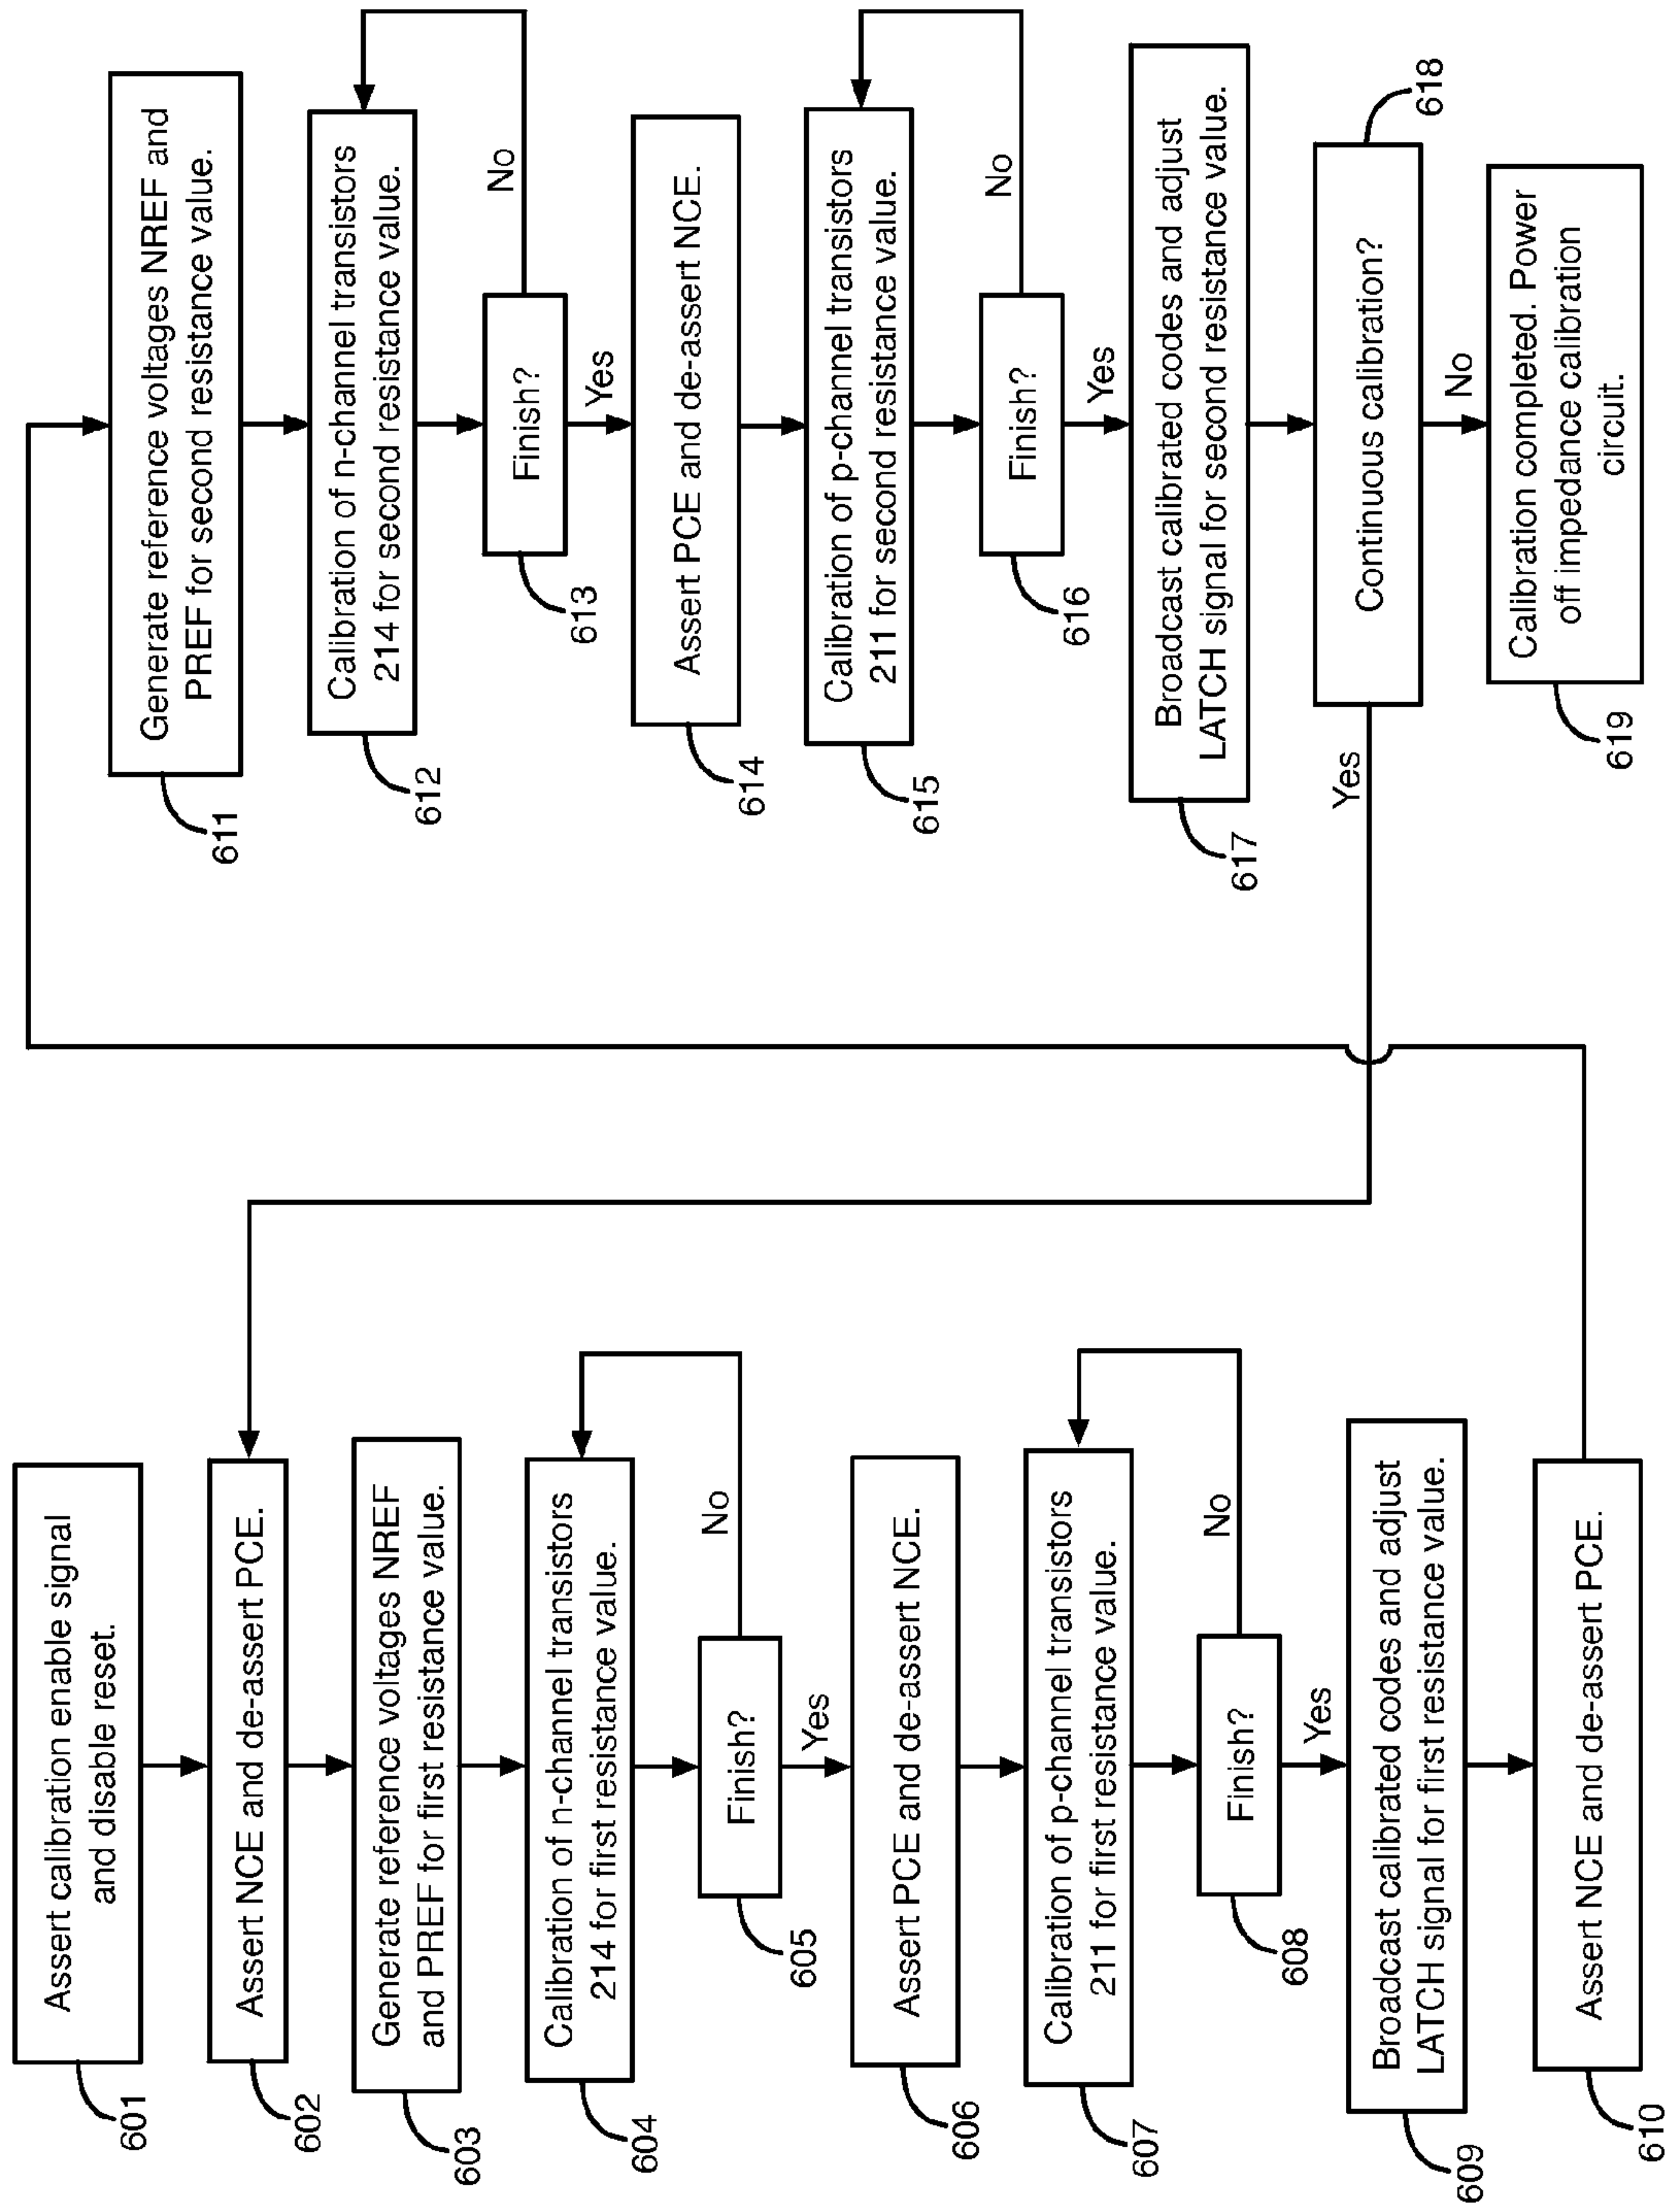 Assert calibration enable signal
and disable reset.
601
Assert NCE and de-assert PCE.
602
Generate reference voltages NREF
and PREF for first resistance value.
603
Calibration of n-channel transistors
214 for first resistance value.
604
Finish?
605
No
Yes
Assert PCE and de-assert NCE.
606
Calibration of p-channel transistors
211 for first resistance value.
607
Finish?
608
No
Yes
Broadcast calibrated codes and adjust
LATCH signal for first resistance value.
609
Assert NCE and de-assert PCE.
610
Generate reference voltages NREF and
PREF for second resistance value.
611
Calibration of n-channel transistors
214 for second resistance value.
612
Finish?
613
No
Yes
Assert PCE and de-assert NCE.
614
Calibration of p-channel transistors
211 for second resistance value.
615
Finish?
616
No
Yes
Broadcast calibrated codes and adjust
LATCH signal for second resistance value.
617
Continuous calibration?
618
Yes
No
Calibration completed. Power
off impedance calibration
circuit.
619